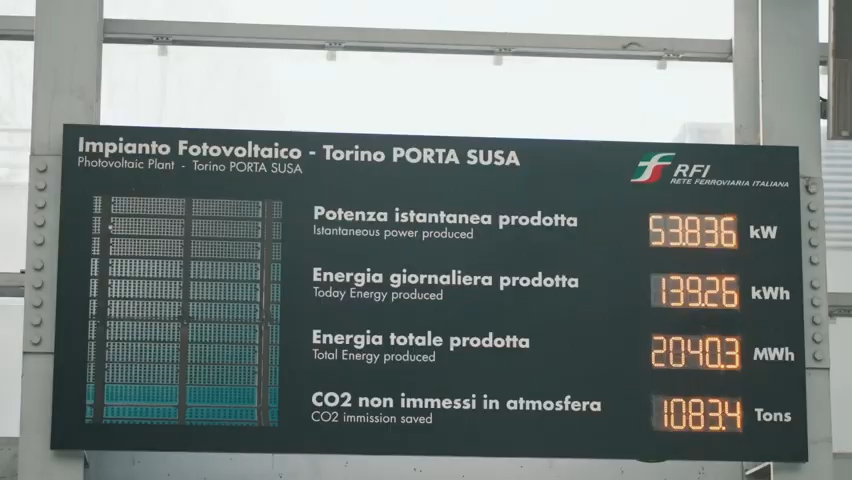 Impianto Fotovoltaico - Torino PORTA SUSA
Photovoltaic Plant - Torino PORTA SUSA
RFI
RETE FERROVIARIA ITALIANA
Potenza istantanea prodotta
Istantaneous power produced
53.836 kW
Energia giornaliera prodotta
Today Energy produced
139.26 kWh
Energia totale prodotta
Total Energy produced
2040.3 MWh
CO2 non immessi in atmosfera
CO2 immission saved
1083.4 Tons